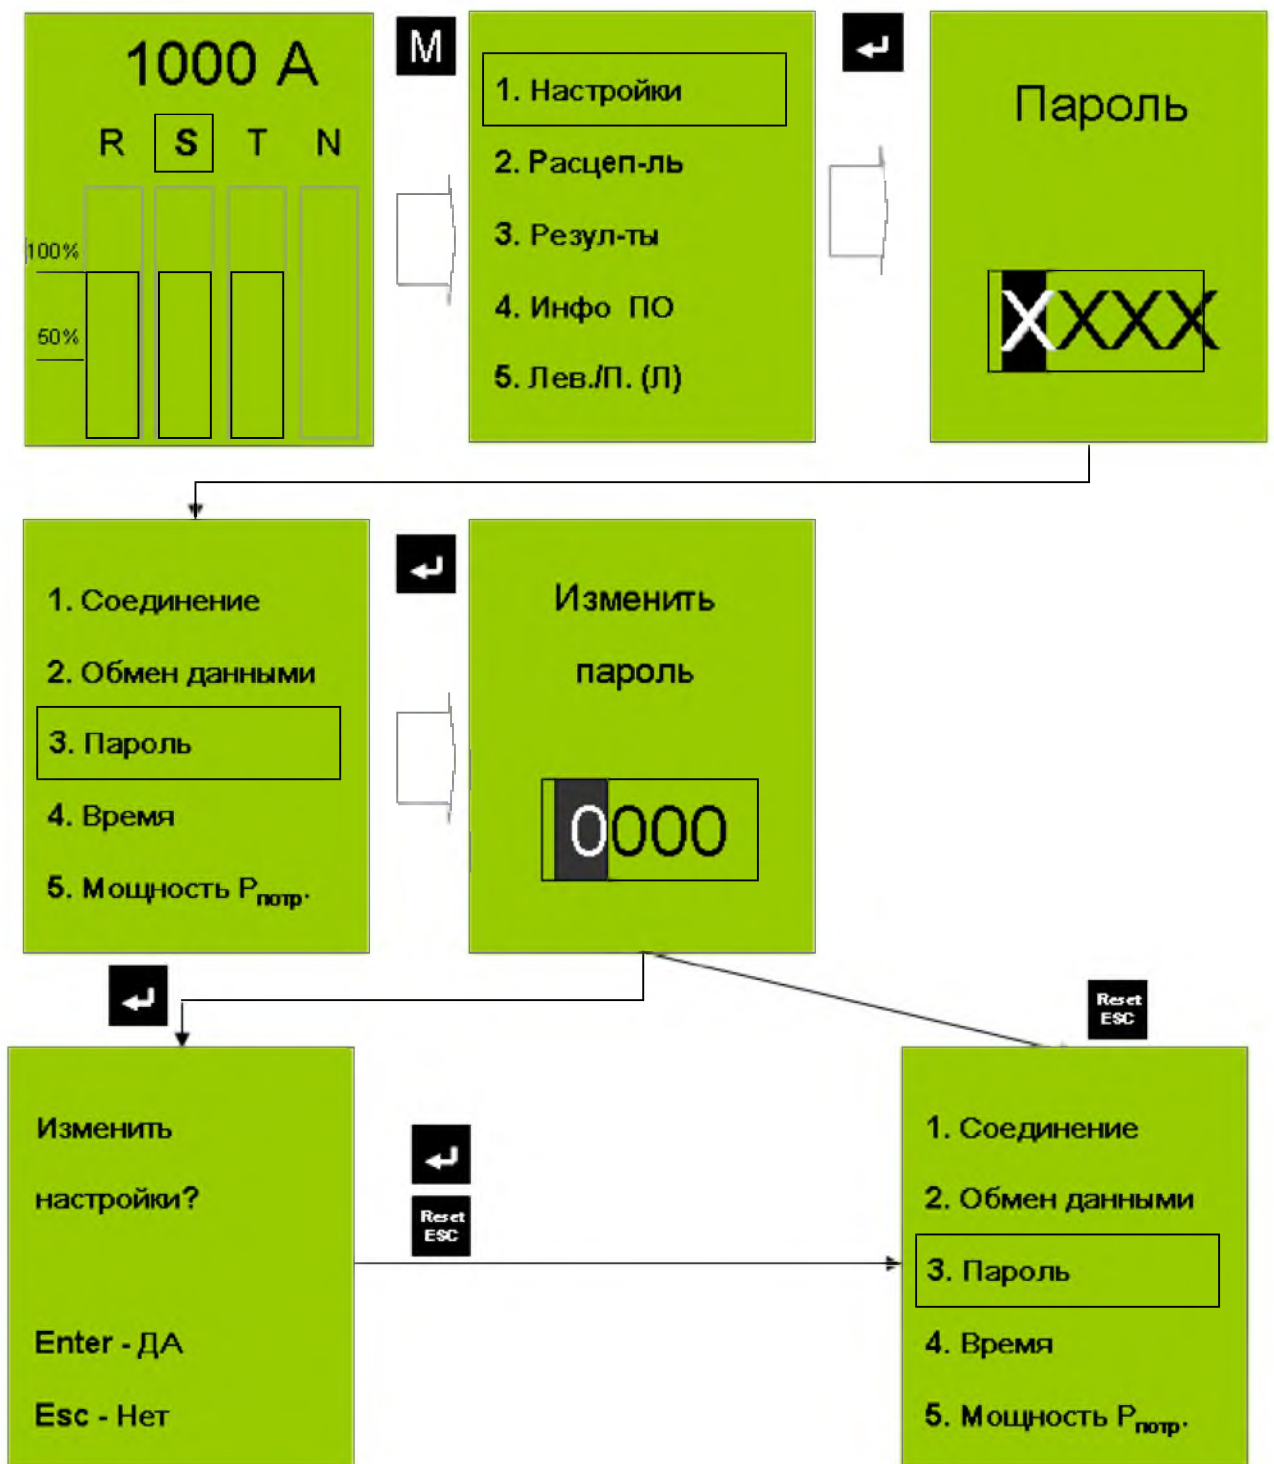 1000 A
M
R S T N
100%
50%
1. Настройки
2. Расцеп-ль
3. Резул-ты
4. Инфо ПО
5. Лев./П. (Л)
Пароль
XXXX
1. Соединение
2. Обмен данными
3. Пароль
4. Время
5. Мощность Pпотр.
Изменить
пароль
0000
Reset
ESC
Изменить
настройки?
Enter - ДА
Esc - Нет
Reset
ESC
1. Соединение
2. Обмен данными
3. Пароль
4. Время
5. Мощность Pпотр.